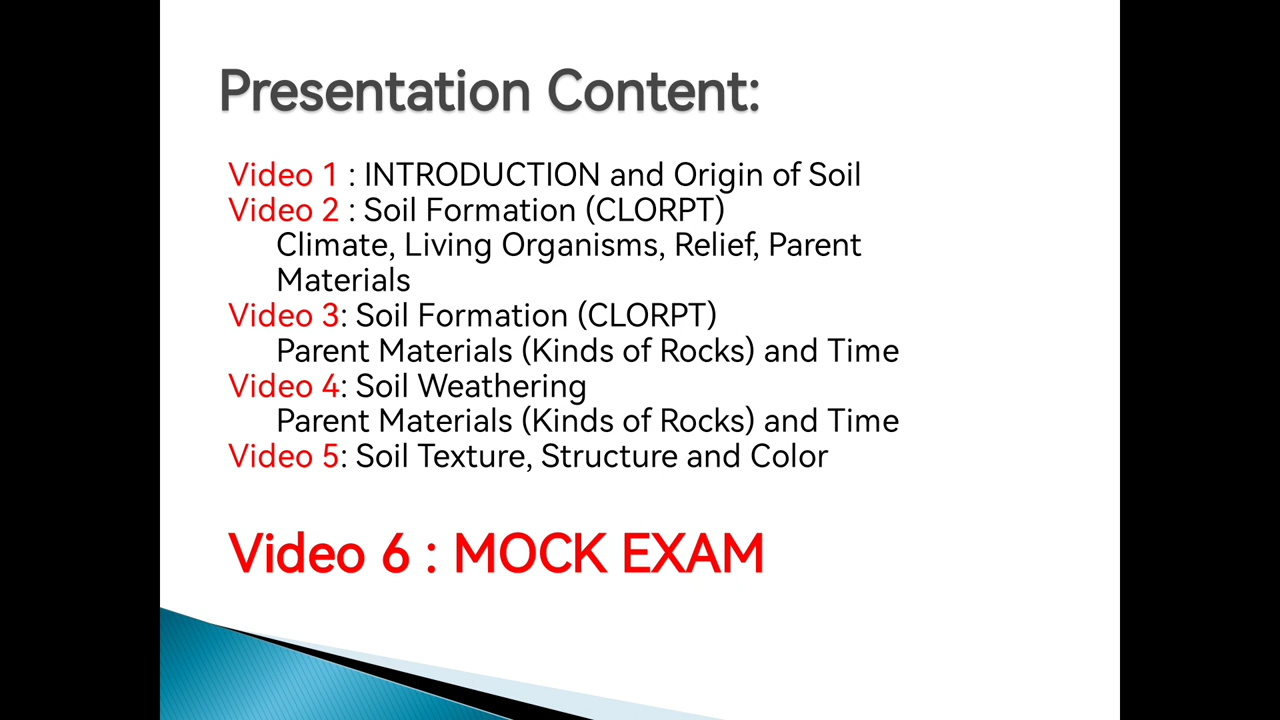 Presentation Content:
Video 1 : INTRODUCTION and Origin of Soil
Video 2 : Soil Formation (CLORPT)
Climate, Living Organisms, Relief, Parent
Materials
Video 3: Soil Formation (CLORPT)
Parent Materials (Kinds of Rocks) and Time
Video 4: Soil Weathering
Parent Materials (Kinds of Rocks) and Time
Video 5: Soil Texture, Structure and Color
Video 6 : MOCK EXAM